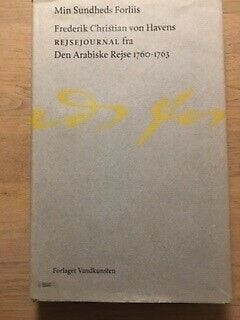 Min Sundheds Forliis
Frederik Christian von Havens
REJSEJOURNAL fra
Den Arabiske Rejse 1760-1763
Forlaget Vandkunsten